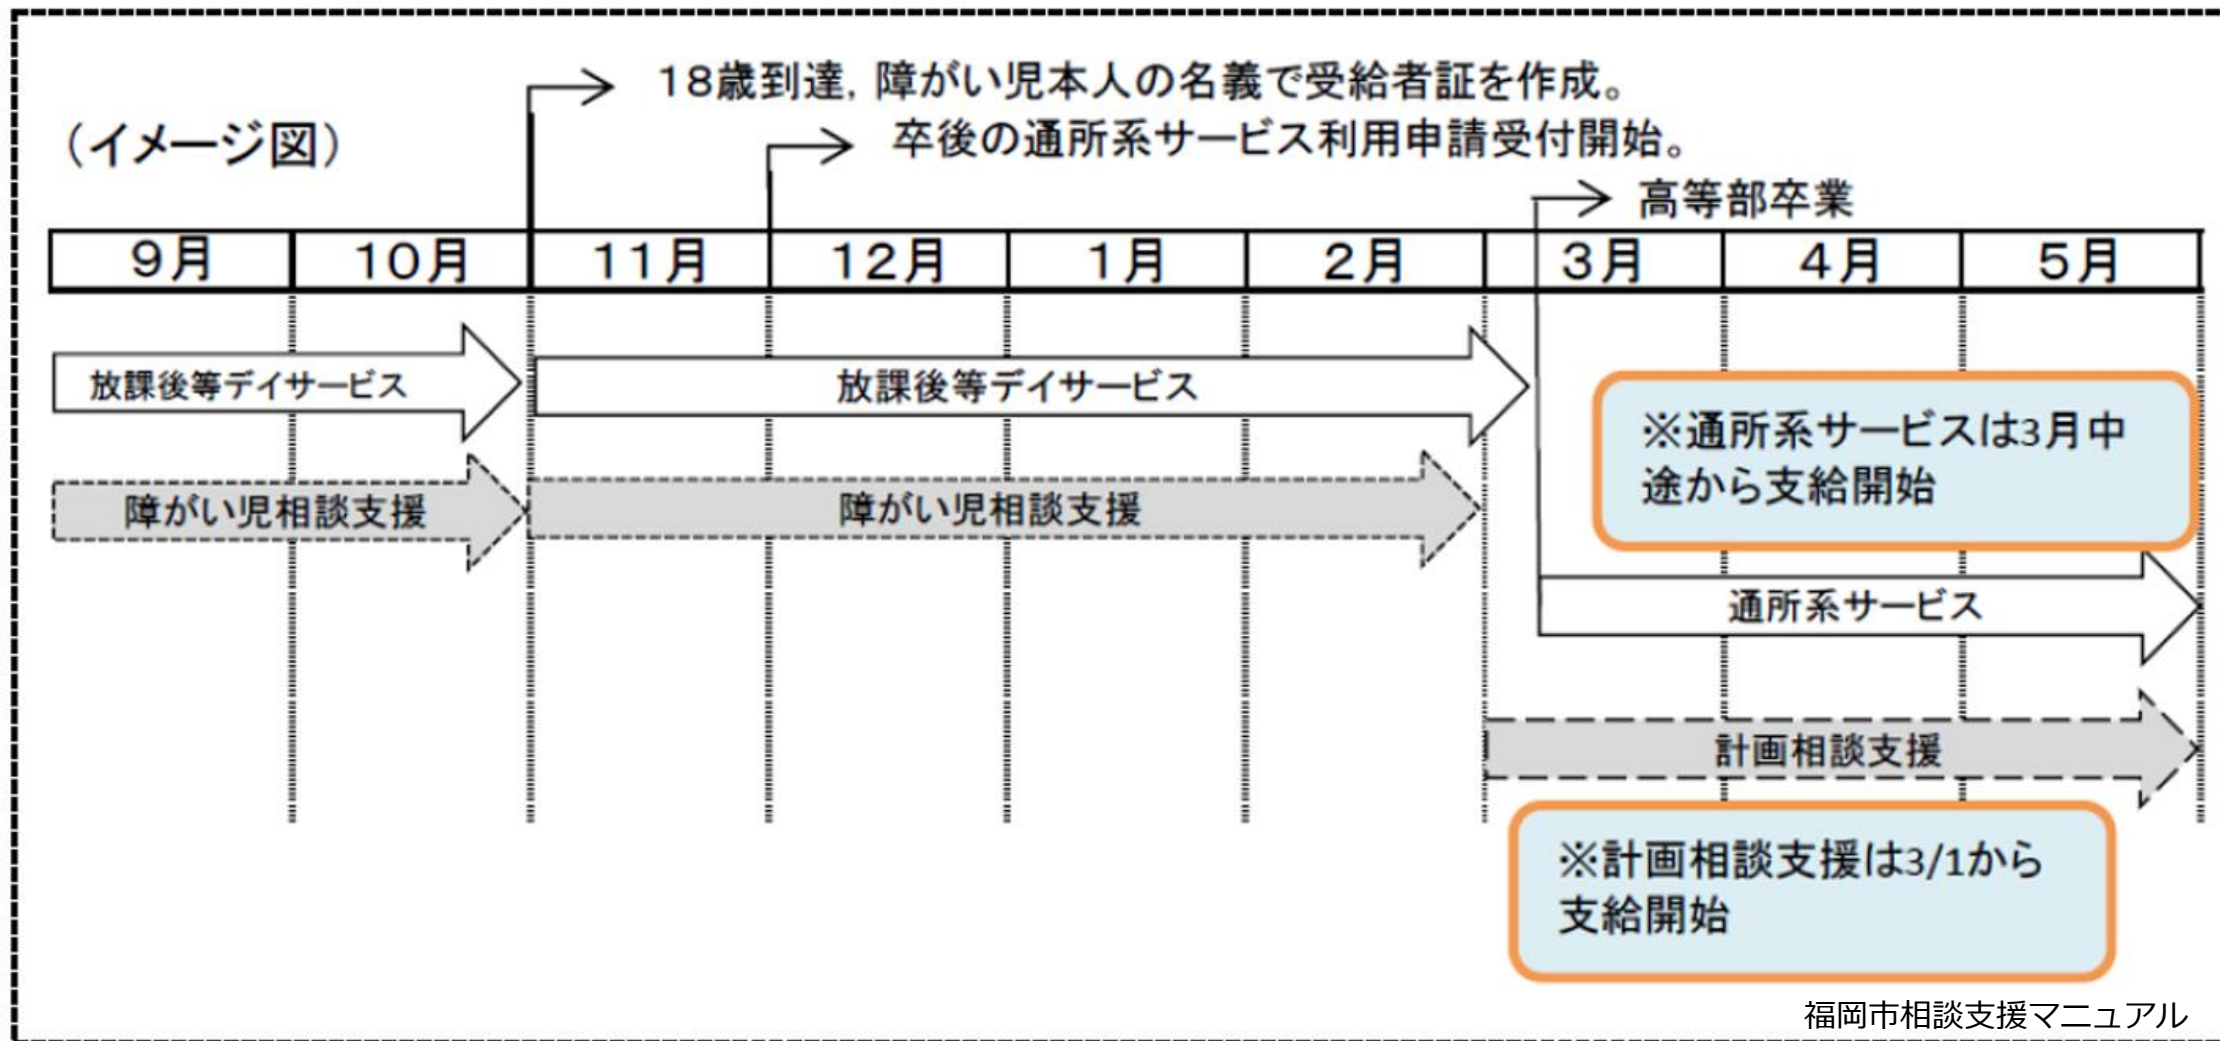 18歳到達，障がい児本人の名義で受給者証を作成。
（イメージ図）
卒後の通所系サービス利用申請受付開始。
高等部卒業
9月 10月 11月 12月 1月 2月 3月 4月 5月
放課後等デイサービス
放課後等デイサービス
※通所系サービスは3月中
途から支給開始
障がい児相談支援
障がい児相談支援
通所系サービス
計画相談支援
※計画相談支援は3/1から
支給開始
福岡市相談支援マニュアル